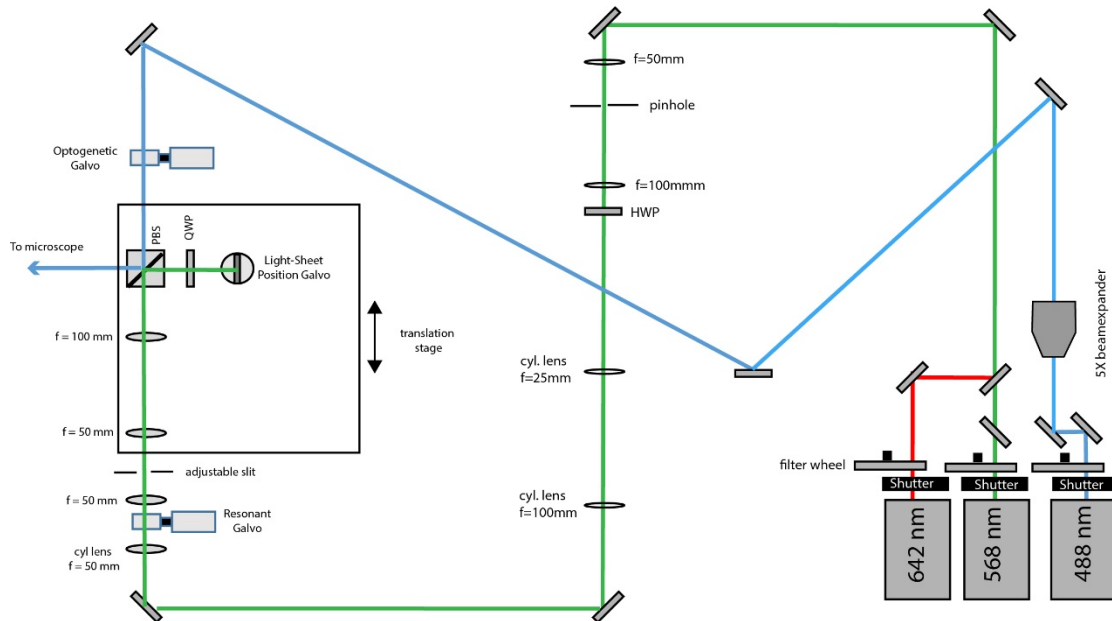 f=50mm
pinhole
Optogenetic
Galvo
f=100mmm
HWP
PBS
QWP
To microscope
Light-Sheet
Position Galvo
f = 100 mm
translation
stage
cyl. lens
f=25mm
5X beamexpander
f = 50 mm
adjustable slit
filter wheel
Shutter
Shutter
Shutter
f = 50 mm
Resonant
Galvo
cyl. lens
f=100mm
cyl lens
f = 50 mm
642 nm
568 nm
488 nm